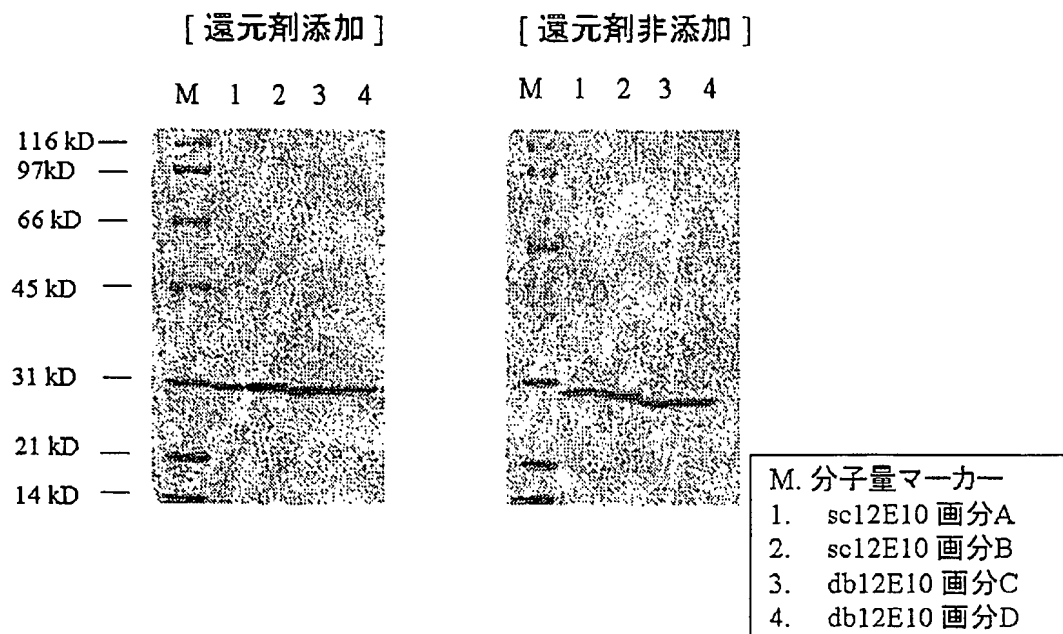 [ 還元剤添加 ]
[ 還元剤非添加 ]
M 1 2 3 4
M 1 2 3 4
116 kD
97kD
66 kD
45 kD
31 kD
21 kD
14 kD
M. 分子量マーカー
1. sc12E10 画分A
2. sc12E10 画分B
3. db12E10 画分C
4. db12E10 画分D